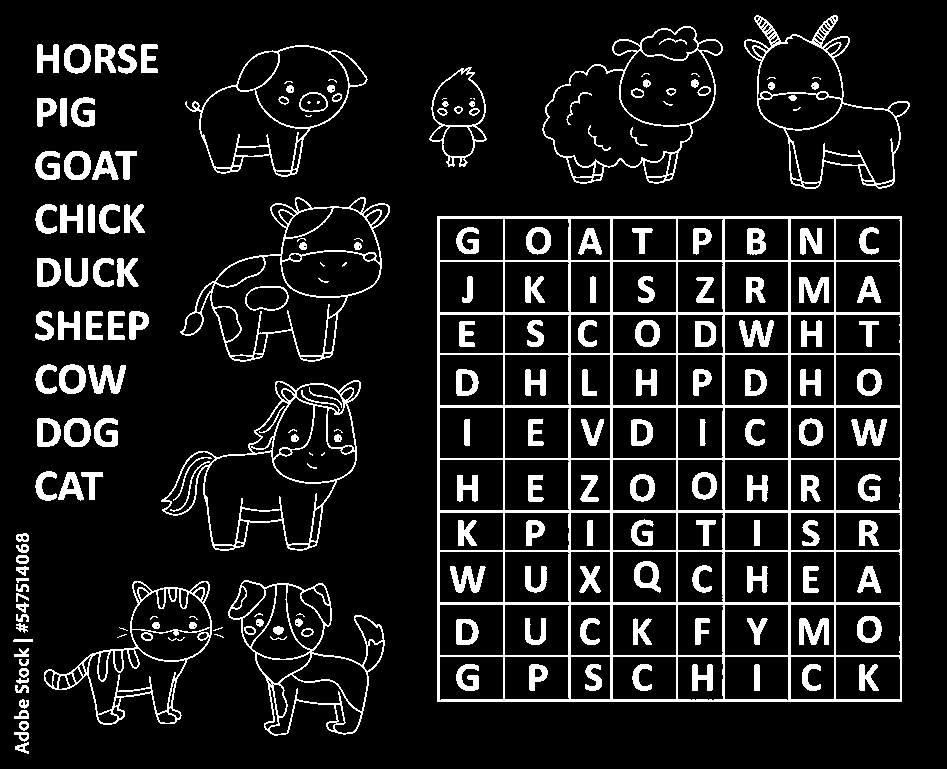 HORSE
PIG
GOAT
CHICK
DUCK
SHEEP
COW
DOG
CAT
G O A T P B N C
J K I S Z R M A
E S C O D W H T
D H L H P D H O
I E V D I C O W
H E Z O O H R G
K P I G T I S R
W U X Q C H E A
D U C K F Y M O
G P S C H I C K
Adobe Stock | #547514068